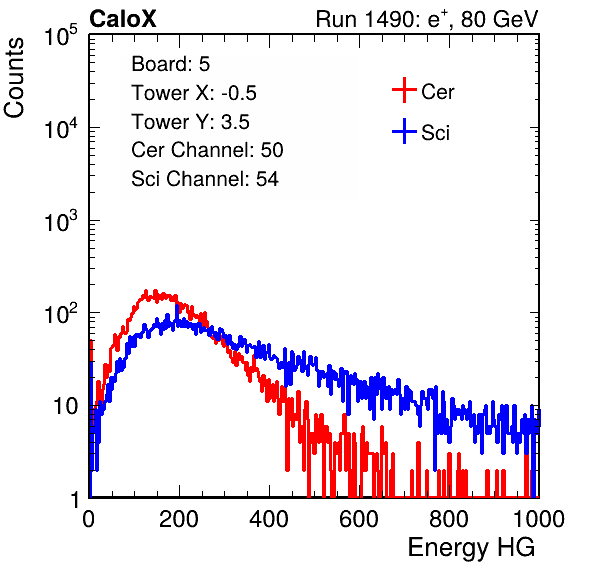 CaloX Run 1490: e⁺, 80 GeV
Counts
Board: 5
Tower X: -0.5
Tower Y: 3.5
Cer Channel: 50
Sci Channel: 54
Cer
Sci
10⁵
10⁴
10³
10²
10
1
0 200 400 600 800 1000
Energy HG